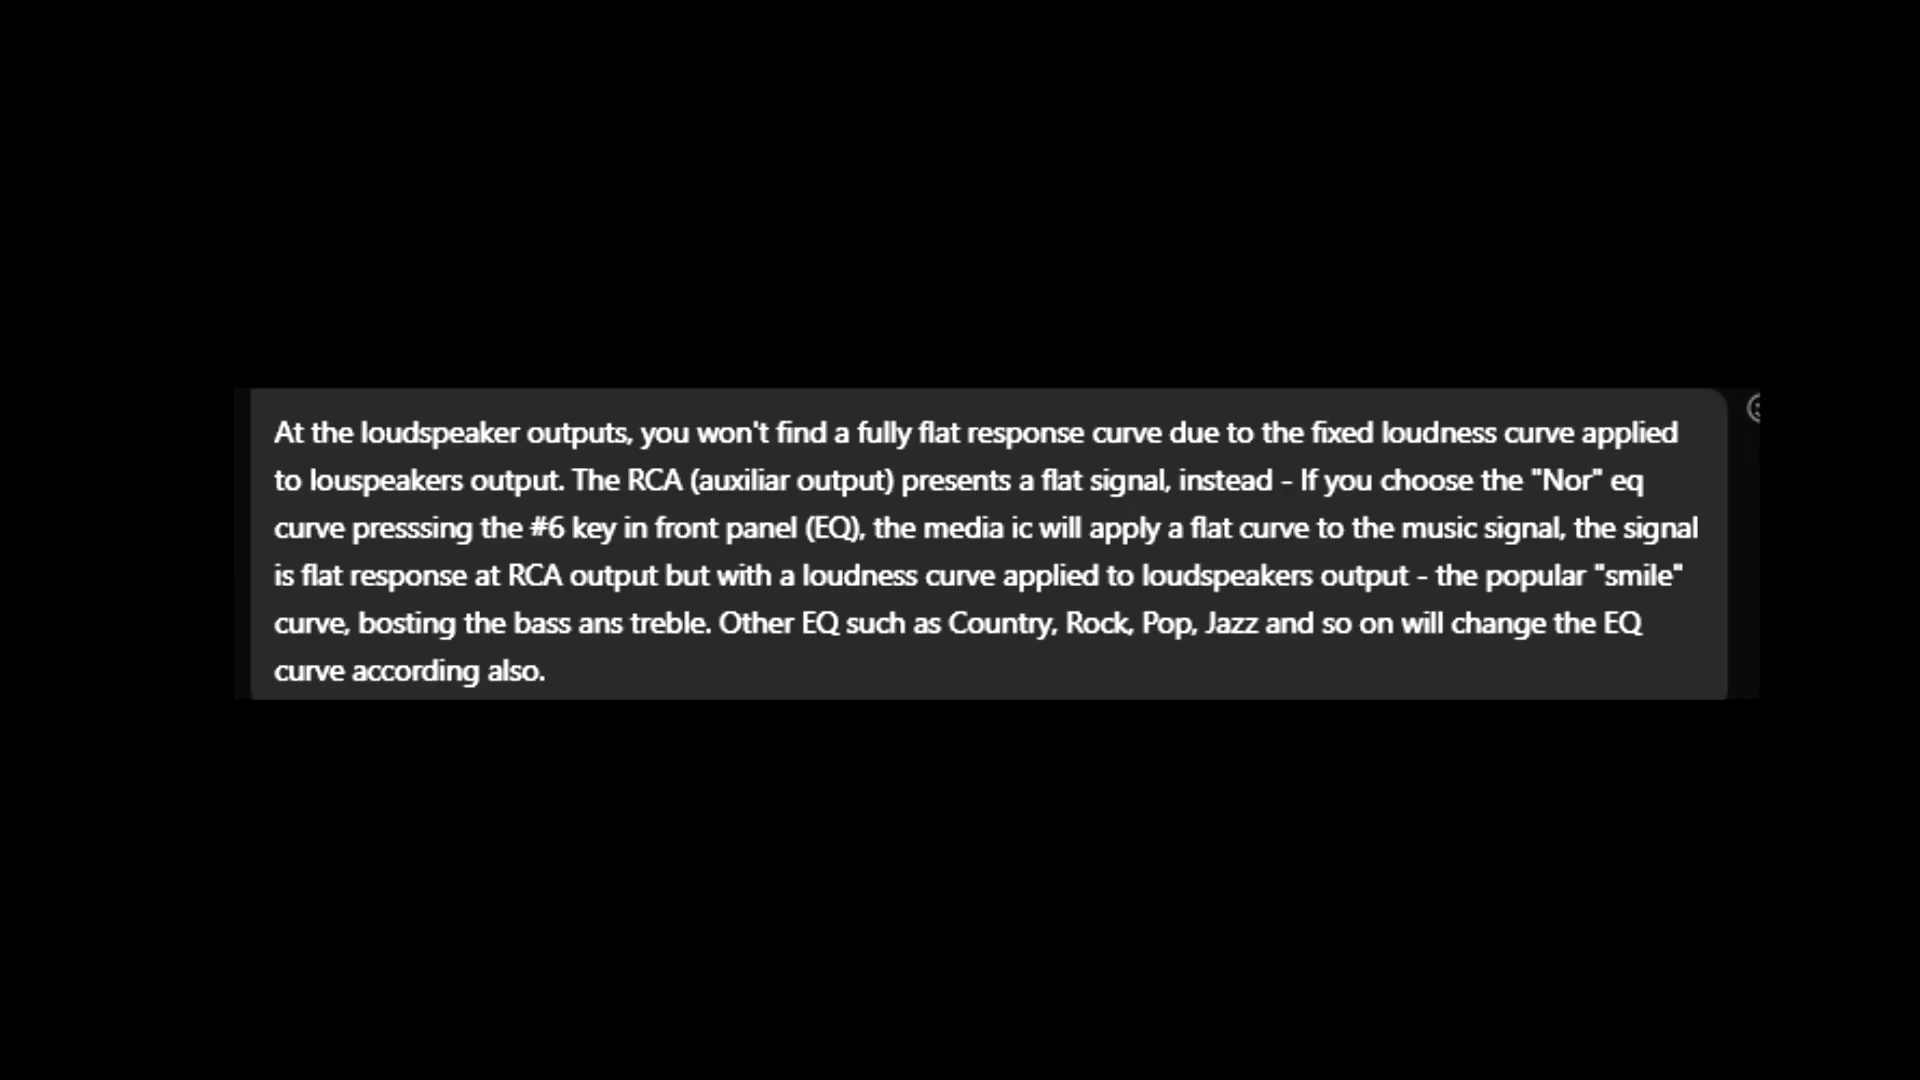 At the loudspeaker outputs, you won't find a fully flat response curve due to the fixed loudness curve applied
to louspeakers output. The RCA (auxiliar output) presents a flat signal, instead - If you choose the "Nor" eq
curve presssing the #6 key in front panel (EQ), the media ic will apply a flat curve to the music signal, the signal
is flat response at RCA output but with a loudness curve applied to loudspeakers output - the popular "smile"
curve, bosting the bass ans treble. Other EQ such as Country, Rock, Pop, Jazz and so on will change the EQ
curve according also.